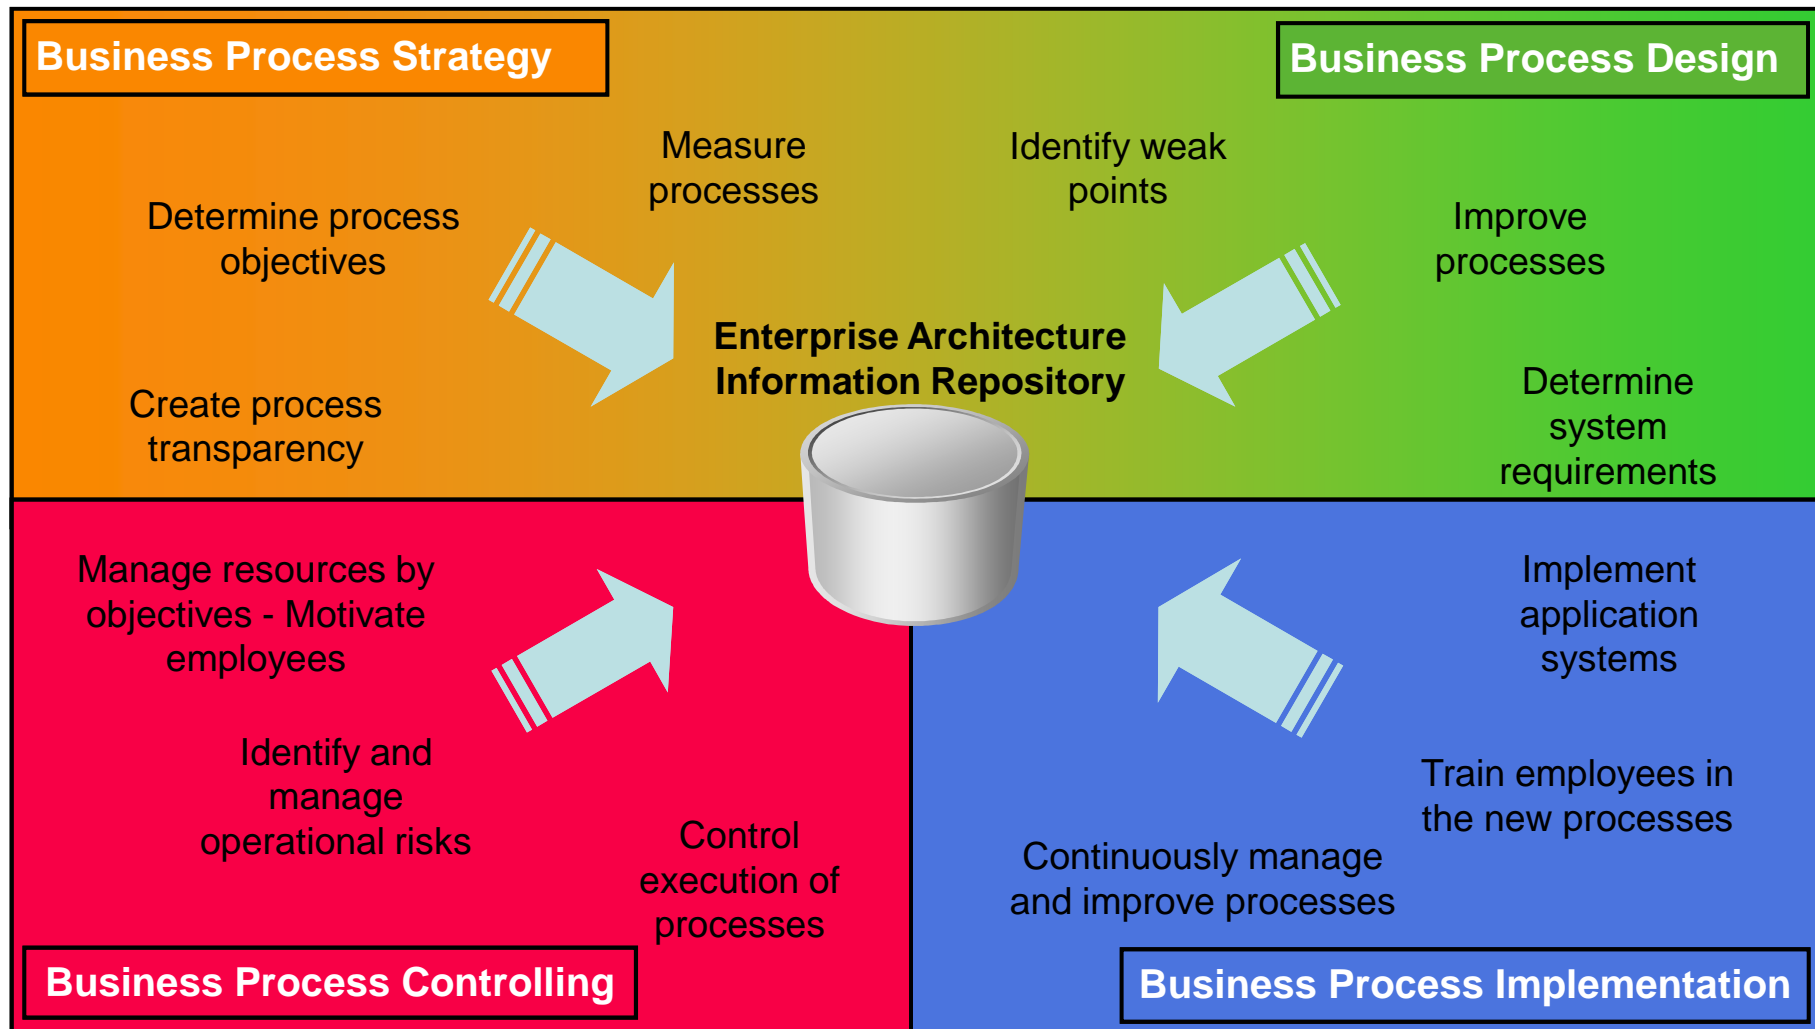 Business Process Strategy
Business Process Design
Measure
processes
Identify weak
points
Determine process
objectives
Improve
processes
Enterprise Architecture
Information Repository
Create process
transparency
Determine
system
requirements
Manage resources by
objectives - Motivate
employees
Implement
application
systems
Identify and
manage
operational risks
Train employees in
the new processes
Control
execution of
processes
Continuously manage
and improve processes
Business Process Controlling
Business Process Implementation